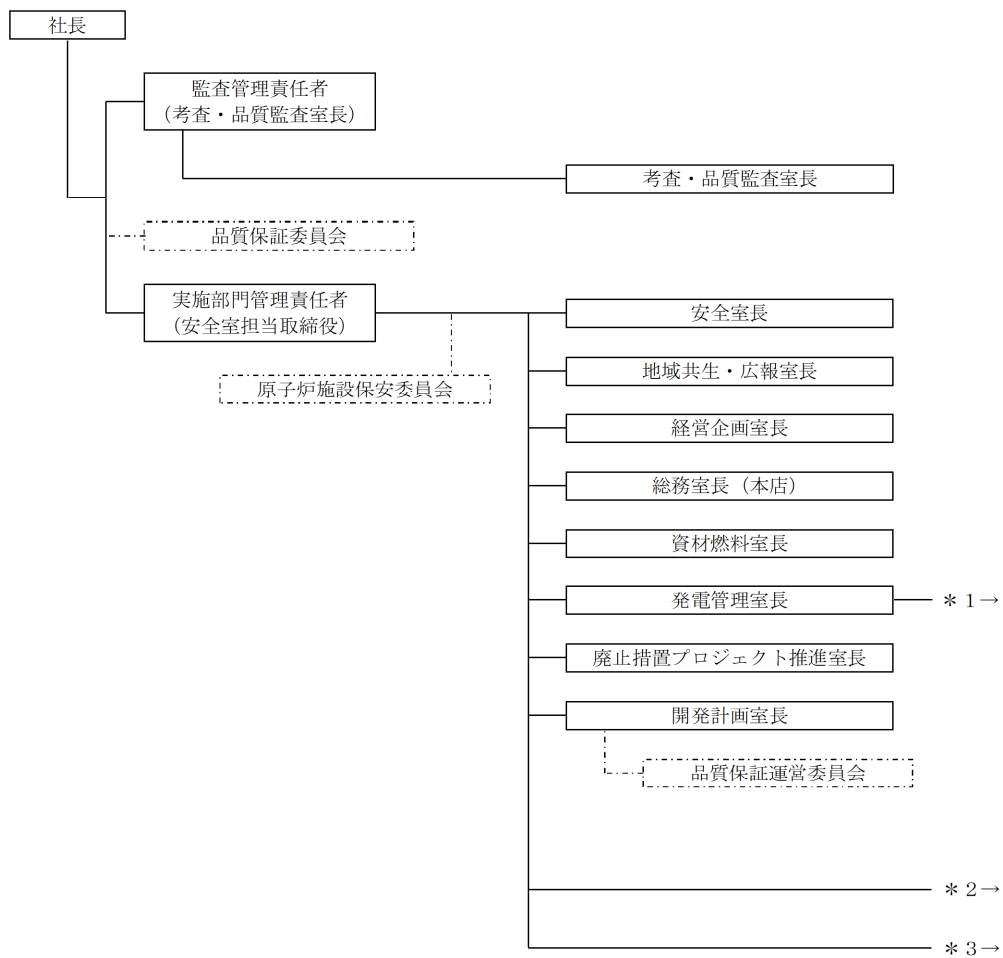 社長
監査管理責任者
（考査・品質監査室長）
考査・品質監査室長
品質保証委員会
実施部門管理責任者
（安全室担当取締役）
安全室長
原子炉施設保安委員会
地域共生・広報室長
経営企画室長
総務室長（本店）
資材燃料室長
発電管理室長
＊１→
廃止措置プロジェクト推進室長
開発計画室長
品質保証運営委員会
＊２→
＊３→